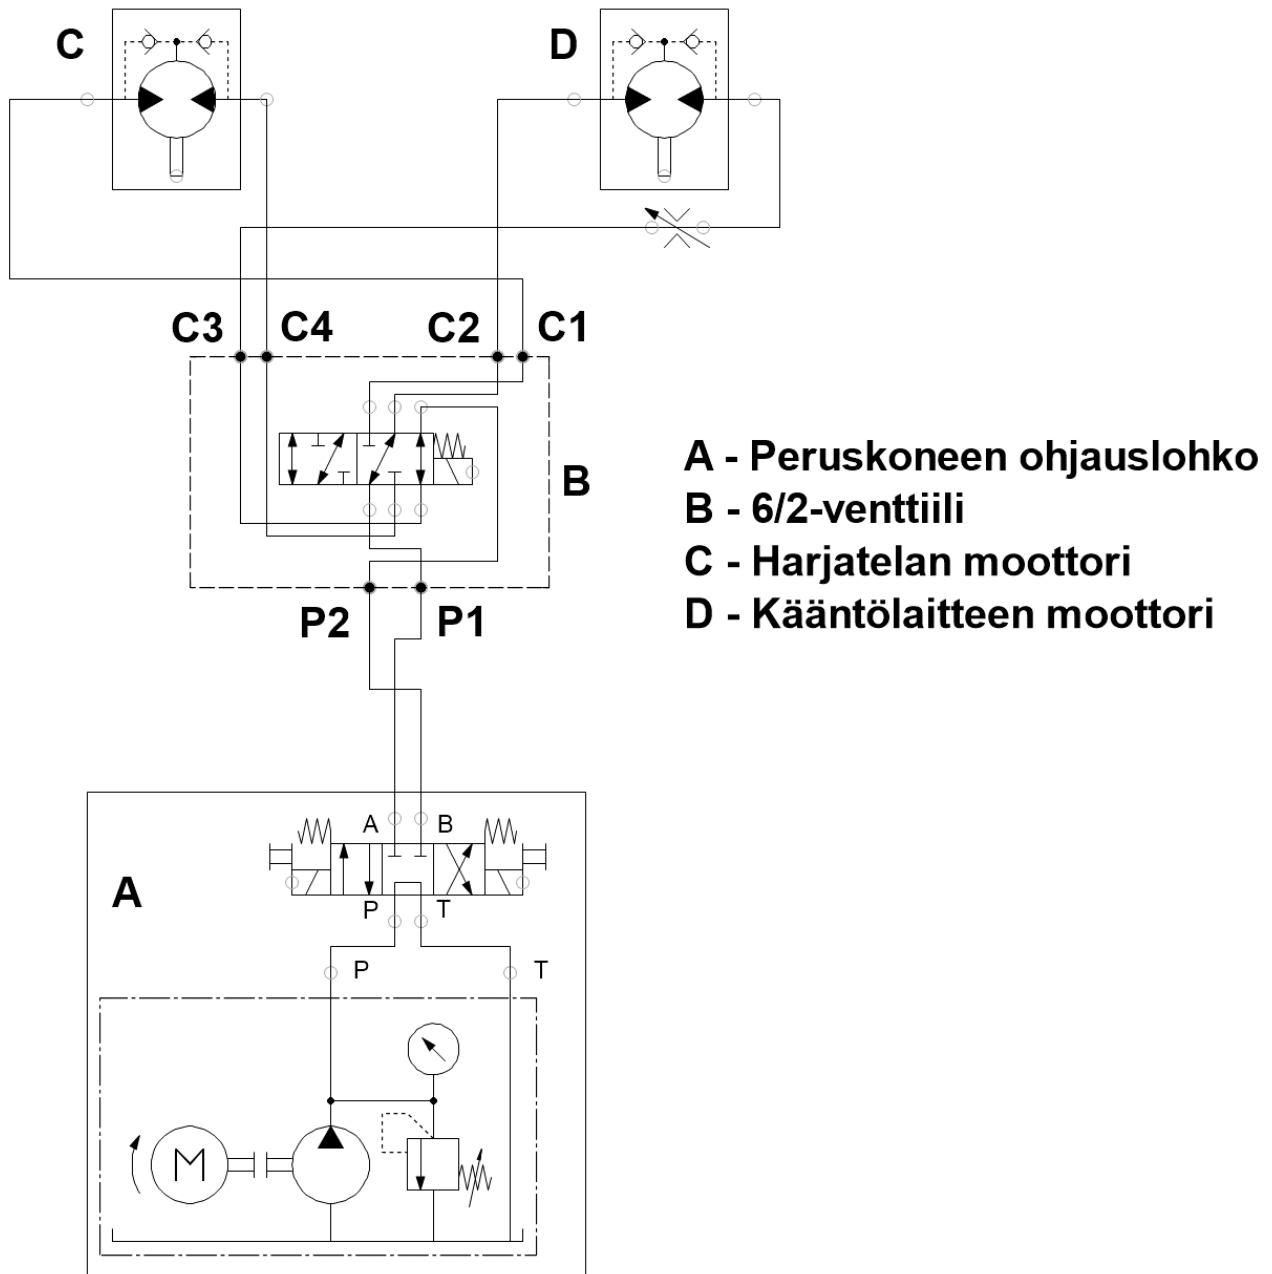 C
D
C3 C4 C2 C1
B
A - Peruskoneen ohjauslohko
B - 6/2-venttiili
C - Harjatelan moottori
D - Kääntölaitteen moottori
P2 P1
A B
A
P T
P T
M